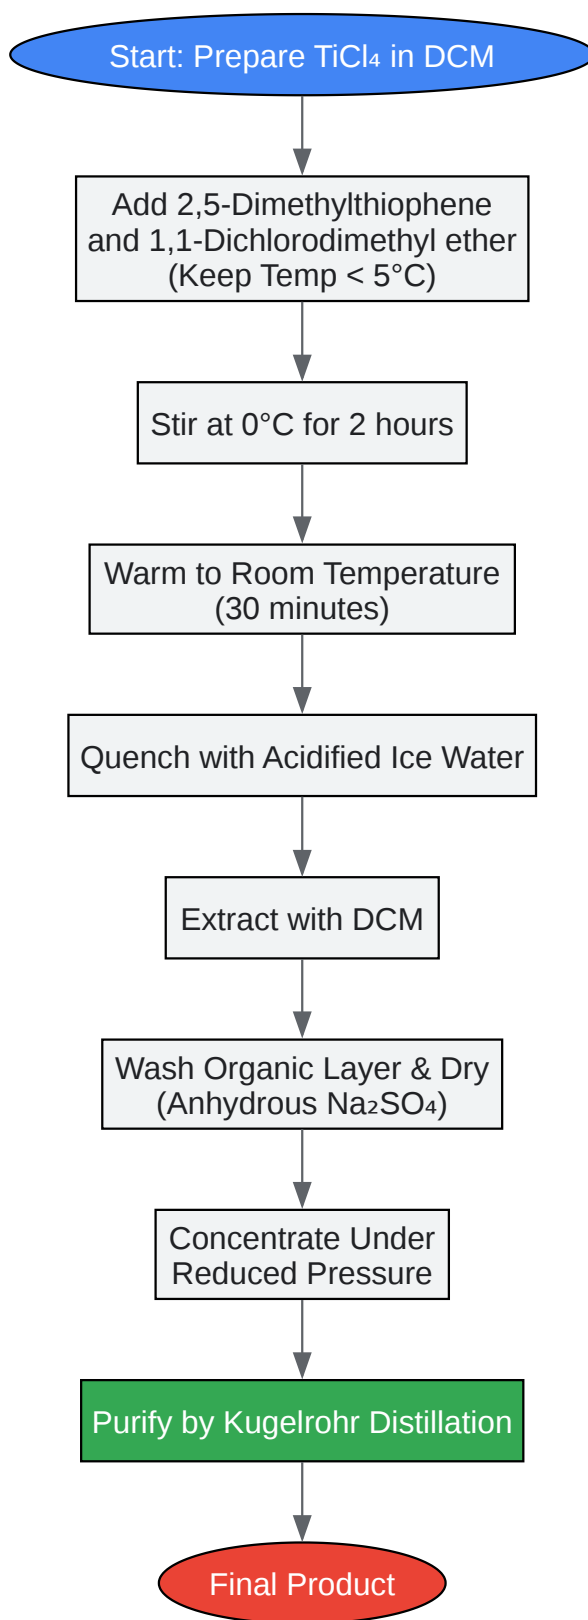 Start: Prepare TiCl₄ in DCM
Add 2,5-Dimethylthiophene
and 1,1-Dichlorodimethyl ether
(Keep Temp < 5°C)
Stir at 0°C for 2 hours
Warm to Room Temperature
(30 minutes)
Quench with Acidified Ice Water
Extract with DCM
Wash Organic Layer & Dry
(Anhydrous Na₂SO₄)
Concentrate Under
Reduced Pressure
Purify by Kugelrohr Distillation
Final Product